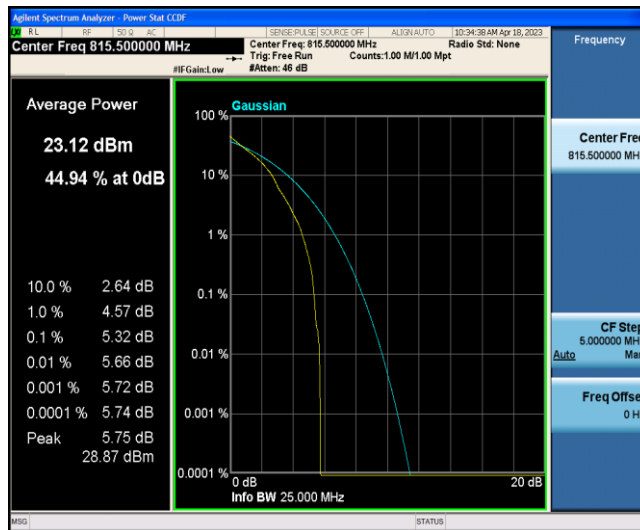 Agilent Spectrum Analyzer - Power Stat CCDF
RL RF 50 Ω AC SENSE:PULSE SOURCE OFF ALIGN AUTO 10:34:38 AM Apr 18, 2023
Center Freq 815.500000 MHz
Center Freq: 815.500000 MHz Radio Std: None
Trig: Free Run Counts:1.00 M/1.00 Mpt
#IFGain:Low #Atten: 46 dB
Frequency
Average Power
23.12 dBm
44.94 % at 0dB
10.0 % 2.64 dB
1.0 % 4.57 dB
0.1 % 5.32 dB
0.01 % 5.66 dB
0.001 % 5.72 dB
0.0001 % 5.74 dB
Peak 5.75 dB
28.87 dBm
Gaussian
100 %
10 %
1 %
0.1 %
0.01 %
0.001 %
0.0001 %
0 dB 20 dB
Info BW 25.000 MHz
Center Fre
815.500000 MH
CF Step
5.000000 MH
Auto Ma
Freq Offse
0 H
MSG STATUS